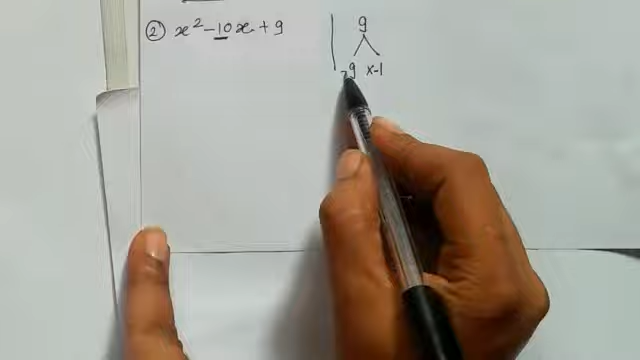 ② x² - 10x + 9
9
-9 x -1